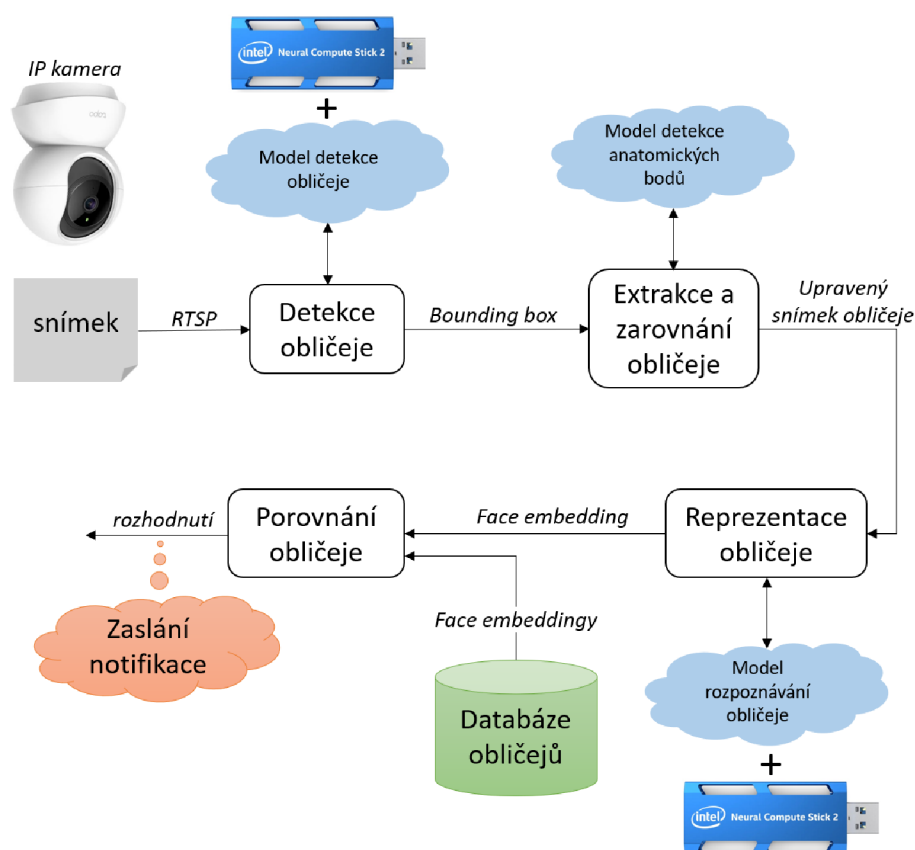 IP kamera
intel Neural Compute Stick 2
+
Model detekce
obličeje
Model detekce
anatomických
bodů
snímek
RTSP
Detekce
obličeje
Bounding box
Extrakce a
zarovnání
obličeje
Upravený
snímek obličeje
rozhodnutí
Porovnání
obličeje
Face embedding
Reprezentace
obličeje
Zaslání
notifikace
Face embeddingy
Databáze
obličejů
Model
rozpoznávání
obličeje
+
intel Neural Compute Stick 2